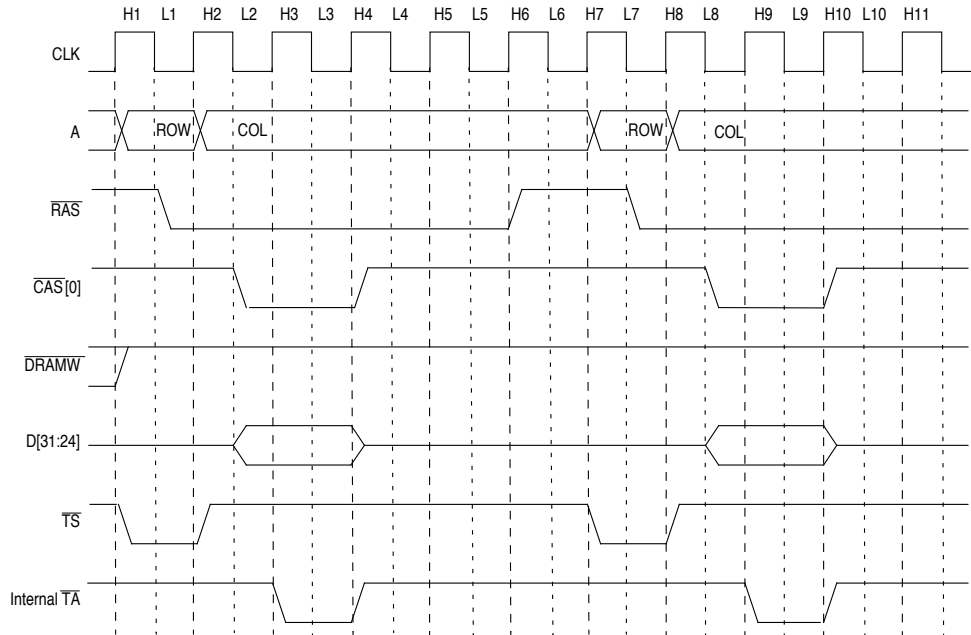 H1 L1 H2 L2 H3 L3 H4 L4 H5 L5 H6 L6 H7 L7 H8 L8 H9 L9 H10 L10 H11
CLK
A ROW COL ROW COL
RAS
CAS[0]
DRAMW
D[31:24]
TS
Internal TA